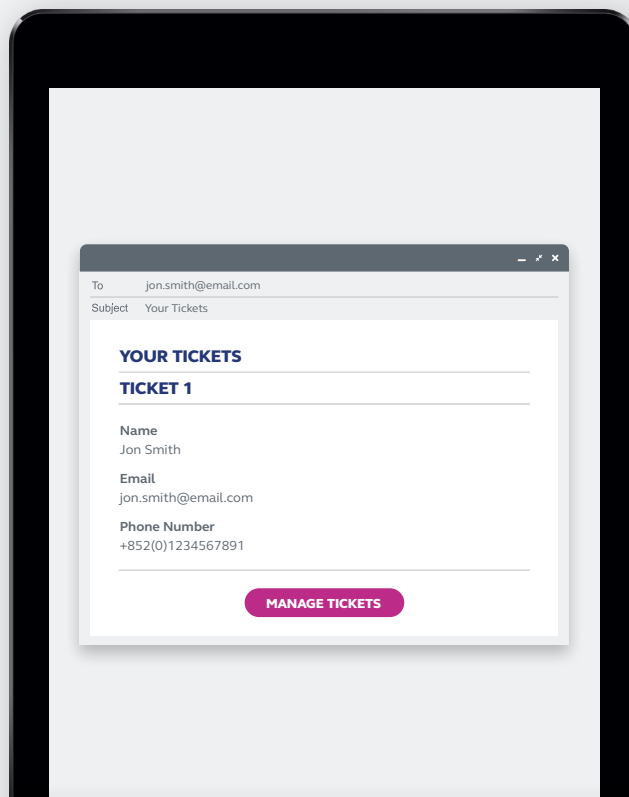 To jon.smith@email.com
Subject Your Tickets
YOUR TICKETS
TICKET 1
Name
Jon Smith
Email
jon.smith@email.com
Phone Number
+852(0)1234567891
MANAGE TICKETS